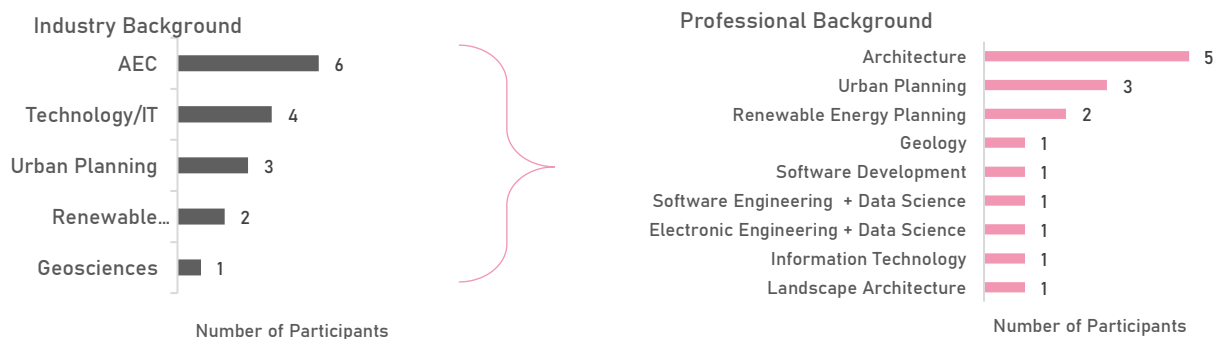 Industry Background
AEC 6
Technology/IT 4
Urban Planning 3
Renewable... 2
Geosciences 1
Number of Participants
Professional Background
Architecture 5
Urban Planning 3
Renewable Energy Planning 2
Geology 1
Software Development 1
Software Engineering + Data Science 1
Electronic Engineering + Data Science 1
Information Technology 1
Landscape Architecture 1
Number of Participants